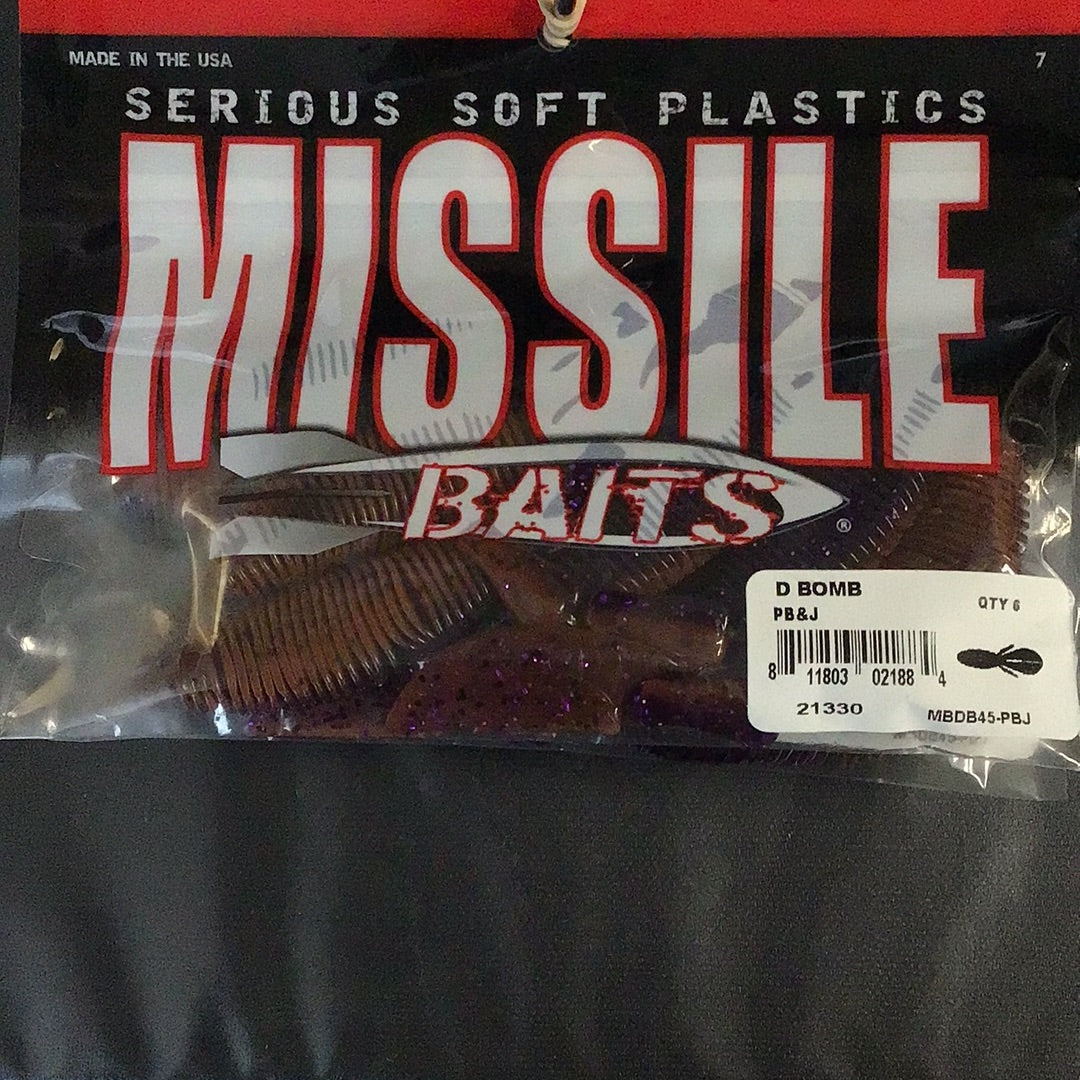 MADE IN THE USA
7
SERIOUS SOFT PLASTICS
MISSILE
BAITS ®
D BOMB
QTY 6
PB&J
8 11803 02188 4
21330
MBDB45-PBJ